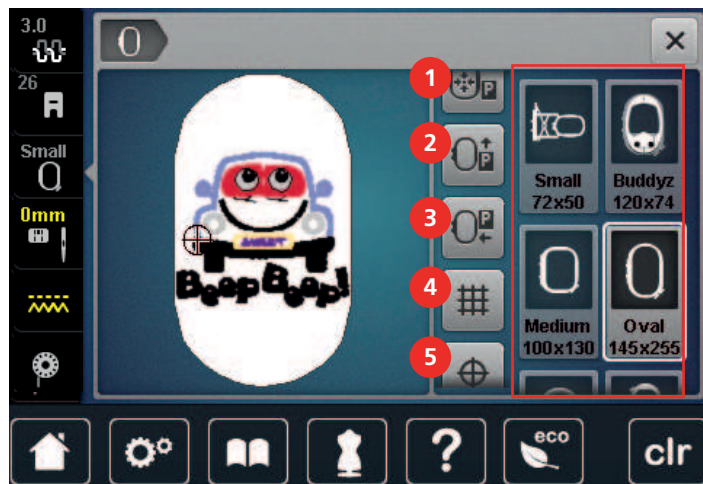 3.0
26
Small
0mm
1
P
2
P
3
P
4
5
Small
72x50
Buddyz
120x74
Medium
100x130
Oval
145x255
Beep Beep!
?
eco
clr